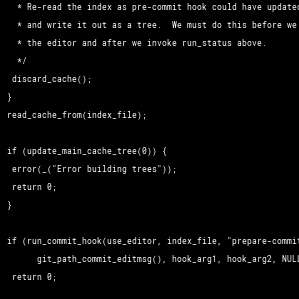 * Re-read the index as pre-commit hook could have updated
* and write it out as a tree.  We must do this before we
* the editor and after we invoke run_status above.
*/
discard_cache();
}
read_cache_from(index_file);
if (update_main_cache_tree(0)) {
error(_("Error building trees"));
return 0;
}
if (run_commit_hook(use_editor, index_file, "prepare-commit
git_path_commit_editmsg(), hook_arg1, hook_arg2, NULL
return 0;